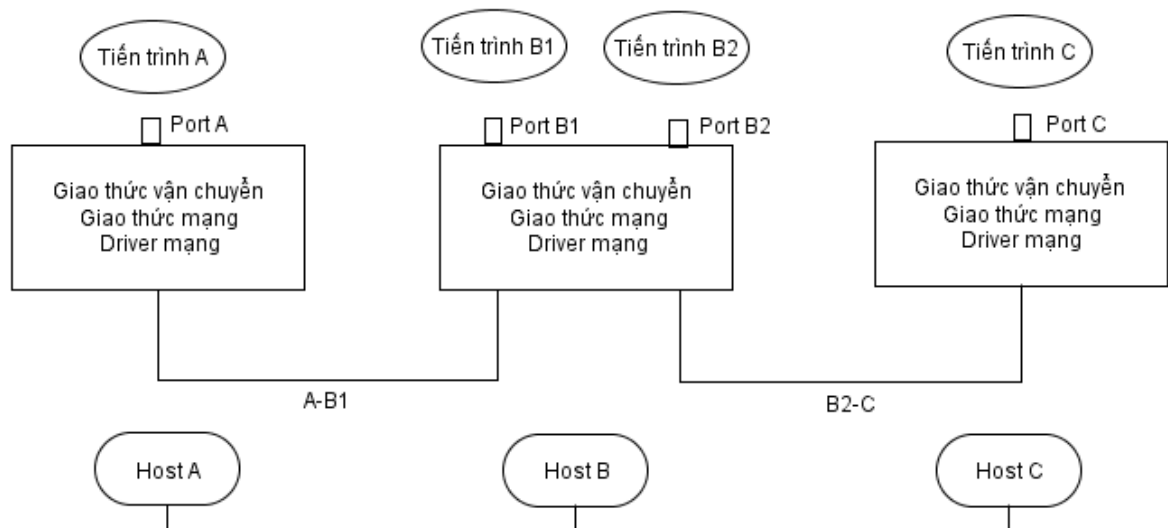 Tiến trình A
Tiến trình B1
Tiến trình B2
Tiến trình C
Port A
Port B1
Port B2
Port C
Giao thức vận chuyển
Giao thức mạng
Driver mạng
Giao thức vận chuyển
Giao thức mạng
Driver mạng
Giao thức vận chuyển
Giao thức mạng
Driver mạng
A-B1
B2-C
Host A
Host B
Host C